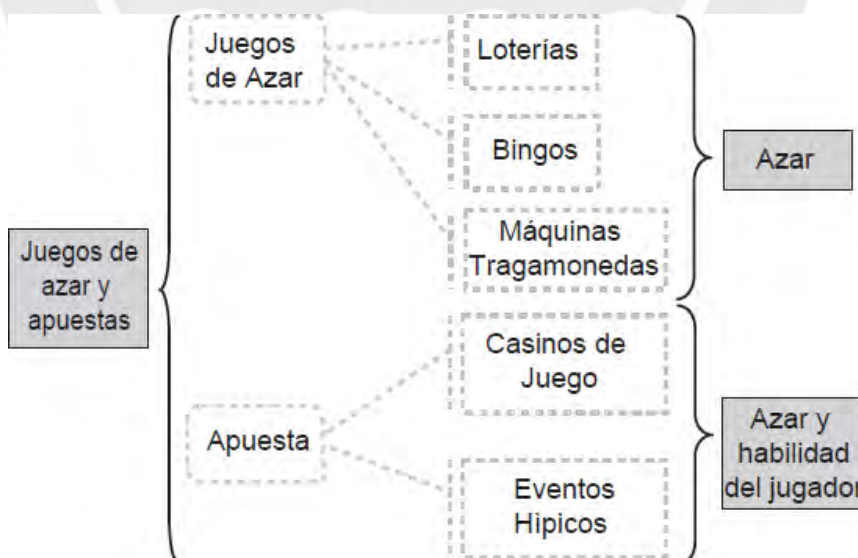 Juegos de
azar y
apuestas
Juegos
de Azar
Loterías
Bingos
Máquinas
Tragamonedas
Azar
Apuesta
Casinos de
Juego
Eventos
Hipicos
Azar y
habilidad
del jugador